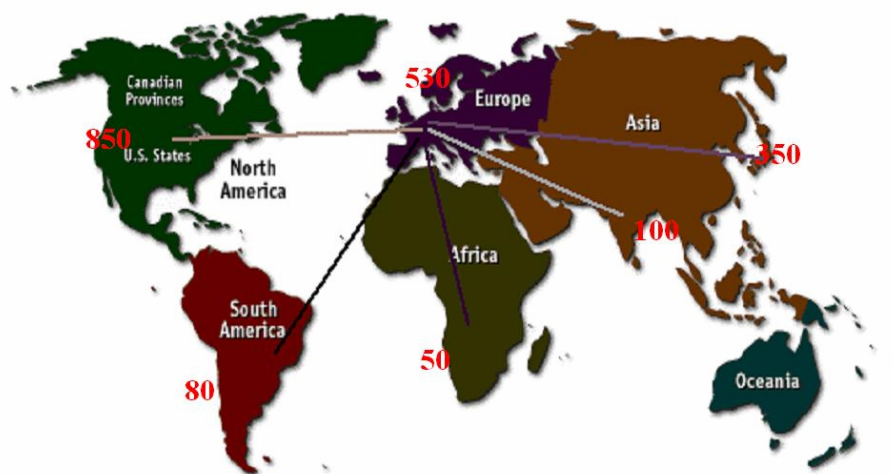 530
Canadian
Provinces
Europe
850
Asia
U.S. States
350
North
America
100
Africa
South
America
50
80
Oceania